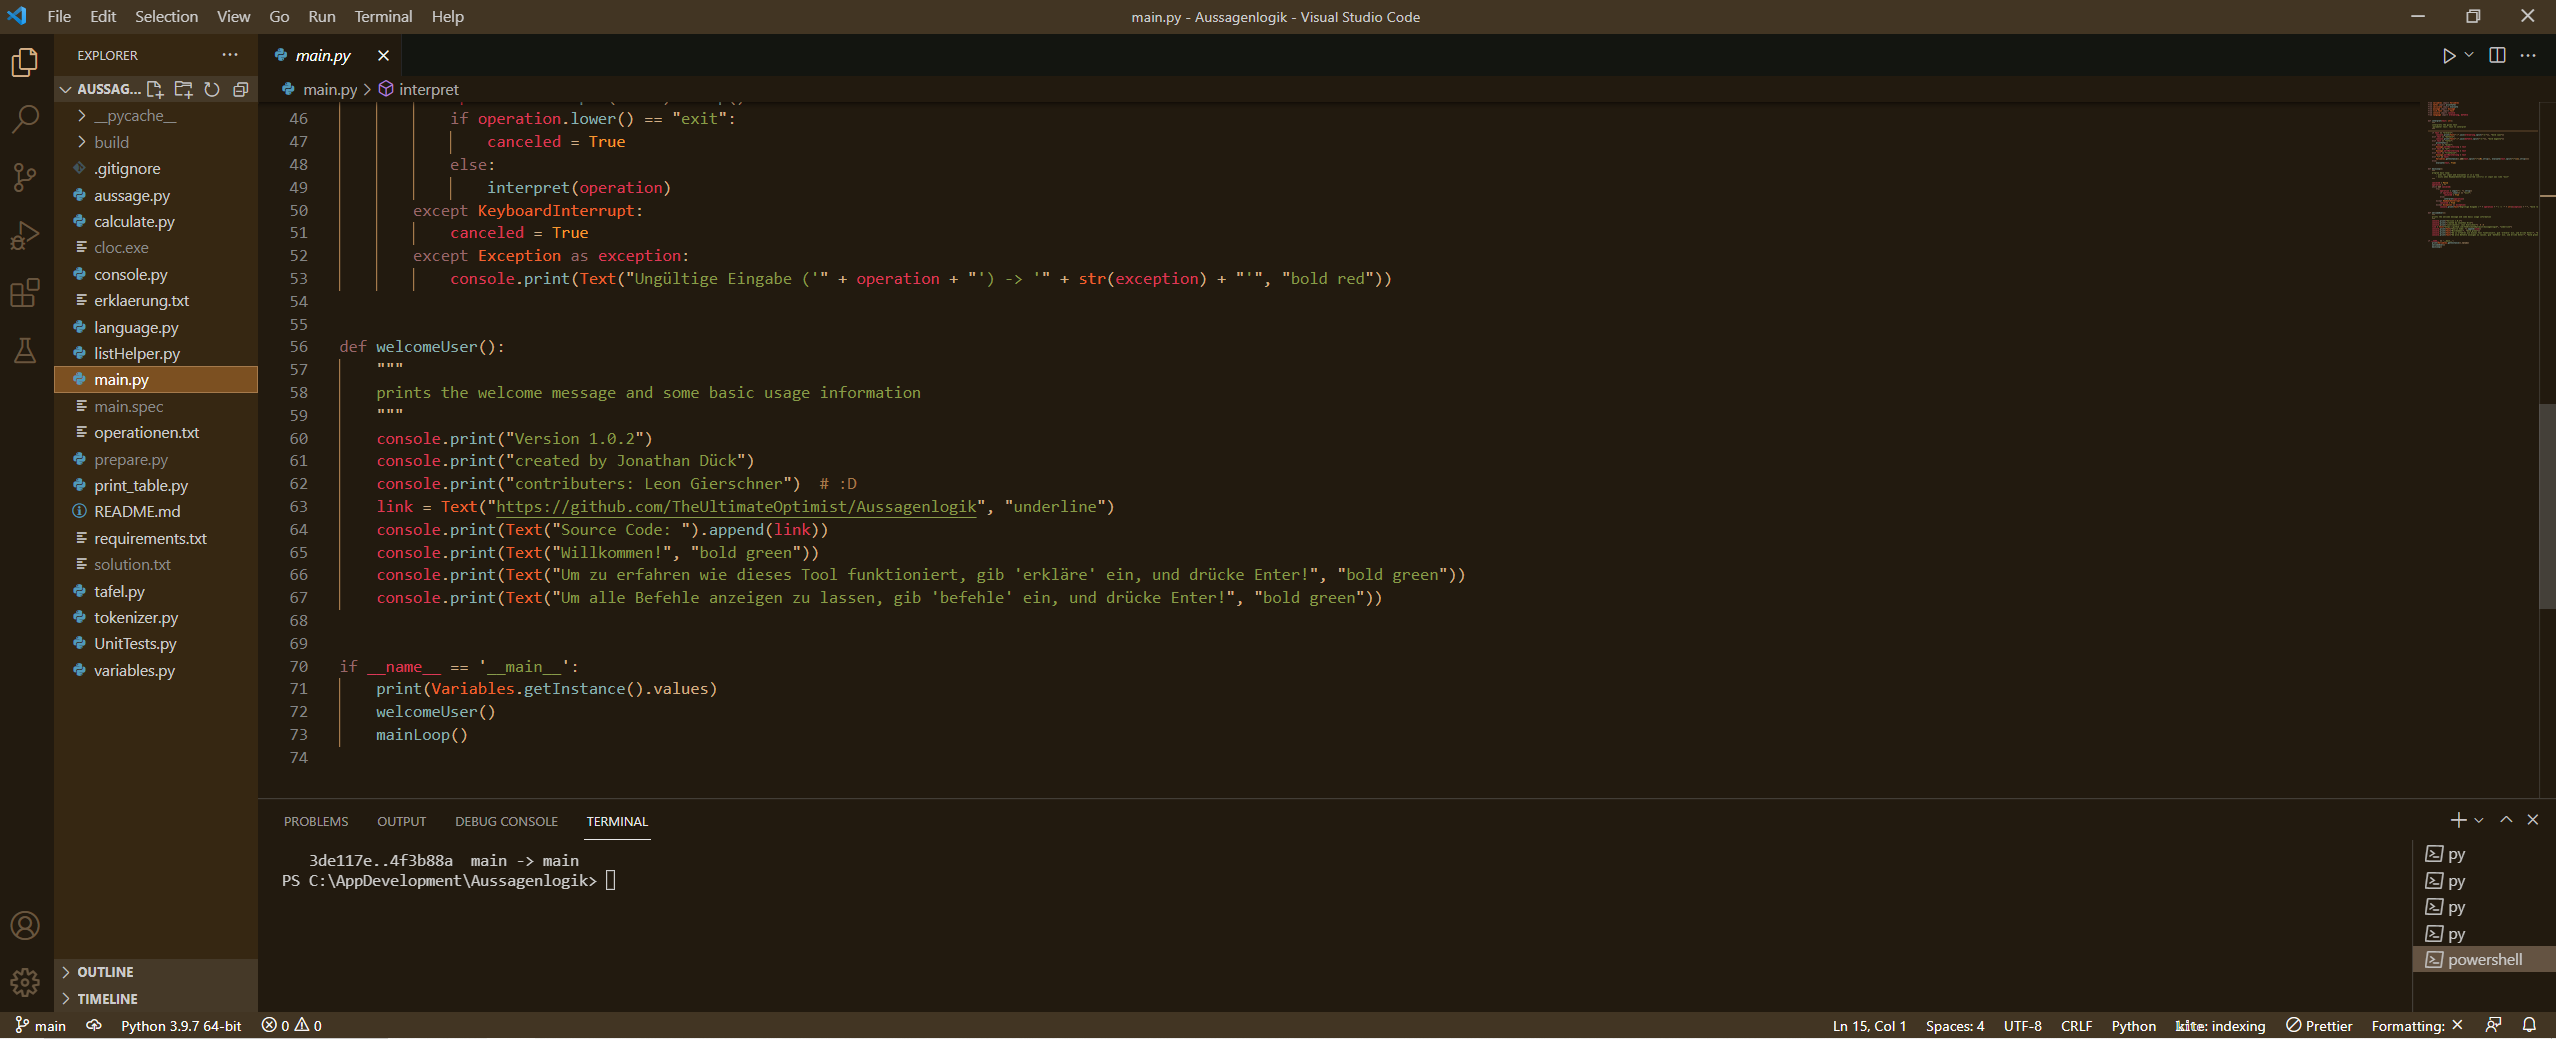 File Edit Selection View Go Run Terminal Help
main.py - Aussagenlogik - Visual Studio Code
EXPLORER
AUSSAG...
__pycache__
build
.gitignore
aussage.py
calculate.py
cloc.exe
console.py
erklaerung.txt
language.py
listHelper.py
main.py
main.spec
operationen.txt
prepare.py
print_table.py
README.md
requirements.txt
solution.txt
tafel.py
tokenizer.py
UnitTests.py
variables.py
OUTLINE
TIMELINE
main.py
main.py > interpret
46 if operation.lower() == "exit":
47 canceled = True
48 else:
49 interpret(operation)
50 except KeyboardInterrupt:
51 canceled = True
52 except Exception as exception:
53 console.print(Text("Ungültige Eingabe ('" + operation + "') -> '" + str(exception) + "'", "bold red"))
54
55
56 def welcomeUser():
57 """
58 prints the welcome message and some basic usage information
59 """
60 console.print("Version 1.0.2")
61 console.print("created by Jonathan Dück")
62 console.print("contributers: Leon Gierschner")  # :D
63 link = Text("https://github.com/TheUltimateOptimist/Aussagenlogik", "underline")
64 console.print(Text("Source Code: ").append(link))
65 console.print(Text("Willkommen!", "bold green"))
66 console.print(Text("Um zu erfahren wie dieses Tool funktioniert, gib 'erkläre' ein, und drücke Enter!", "bold green"))
67 console.print(Text("Um alle Befehle anzeigen zu lassen, gib 'befehle' ein, und drücke Enter!", "bold green"))
68
69
70 if __name__ == '__main__':
71 print(Variables.getInstance().values)
72 welcomeUser()
73 mainLoop()
74
PROBLEMS OUTPUT DEBUG CONSOLE TERMINAL
3de117e..4f3b88a  main -> main
PS C:\AppDevelopment\Aussagenlogik>
py
py
py
py
powershell
main Python 3.9.7 64-bit 0 0 Ln 15, Col 1 Spaces: 4 UTF-8 CRLF Python kite: indexing Prettier Formatting: ×